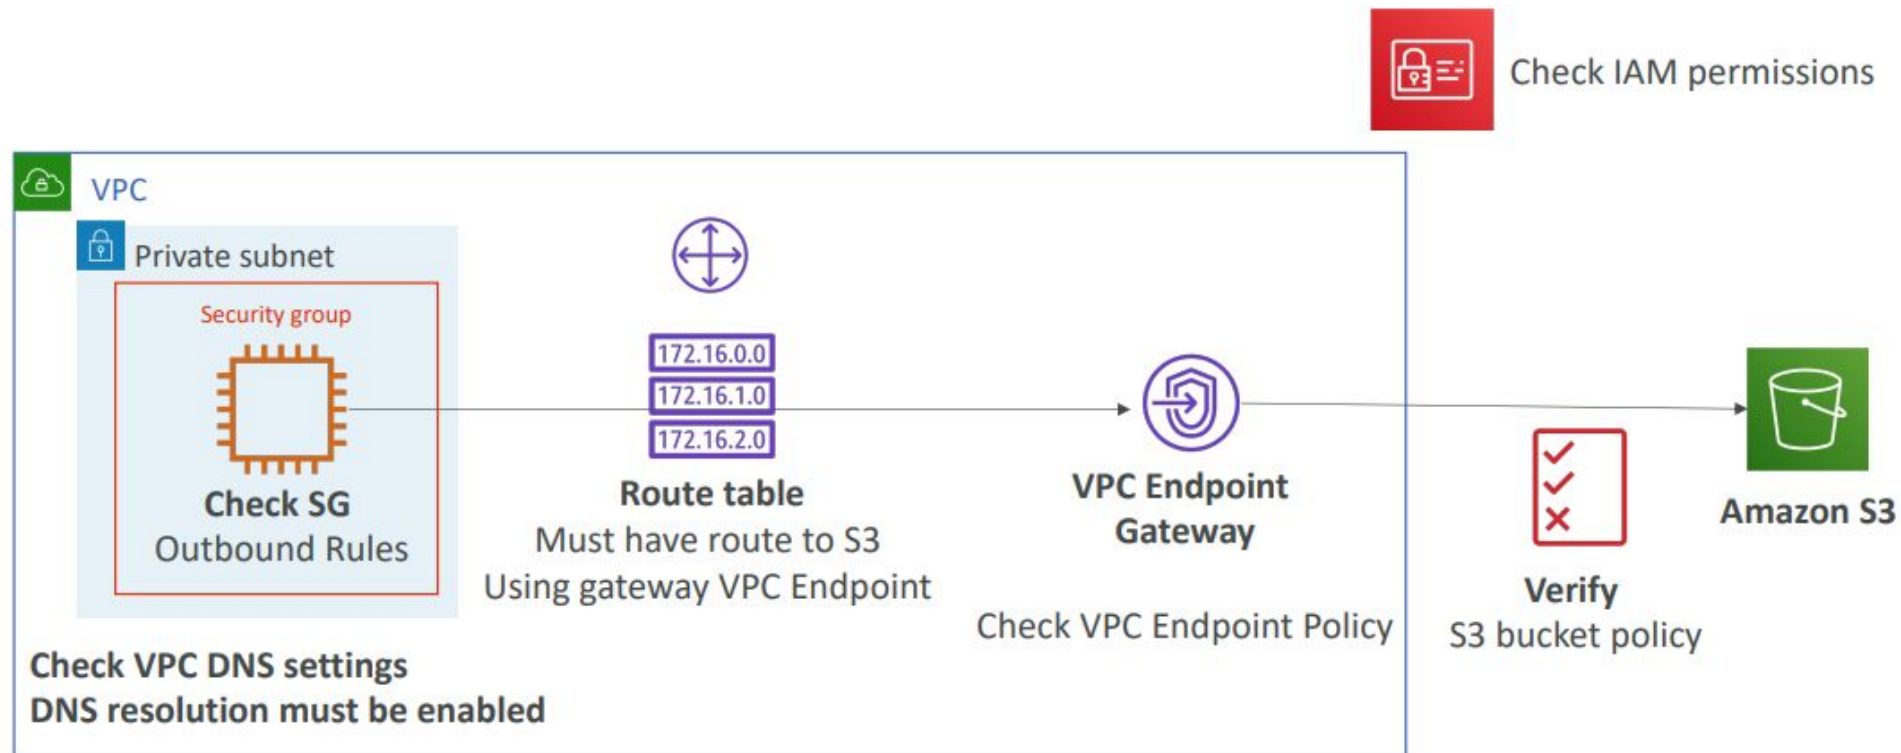 Check IAM permissions
VPC
Private subnet
Security group
Check SG
Outbound Rules
172.16.0.0
172.16.1.0
172.16.2.0
Route table
Must have route to S3
Using gateway VPC Endpoint
VPC Endpoint
Gateway
Check VPC Endpoint Policy
Verify
S3 bucket policy
Amazon S3
Check VPC DNS settings
DNS resolution must be enabled